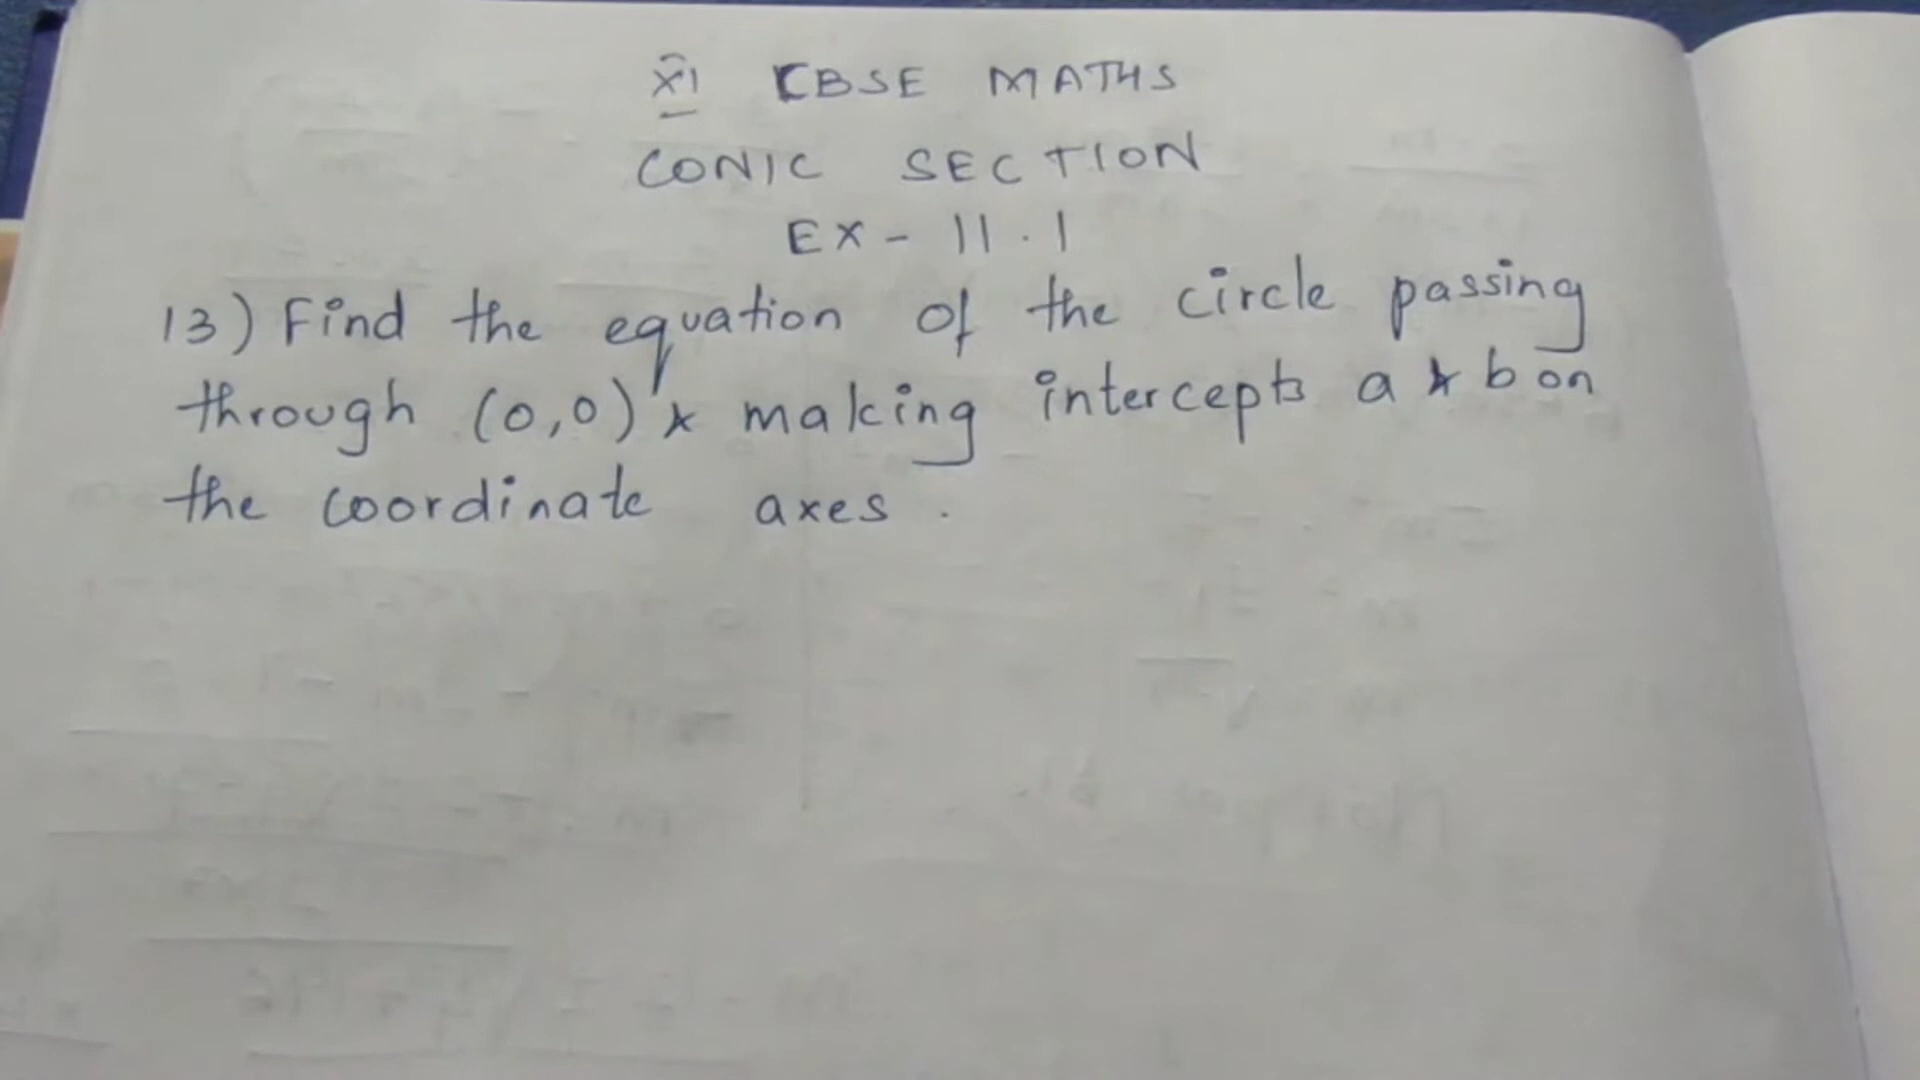 XI CBSE MATHS
CONIC SECTION
EX - 11.1
13) Find the equation of the circle passing
through (0,0) & making intercepts a & b on
the coordinate axes.